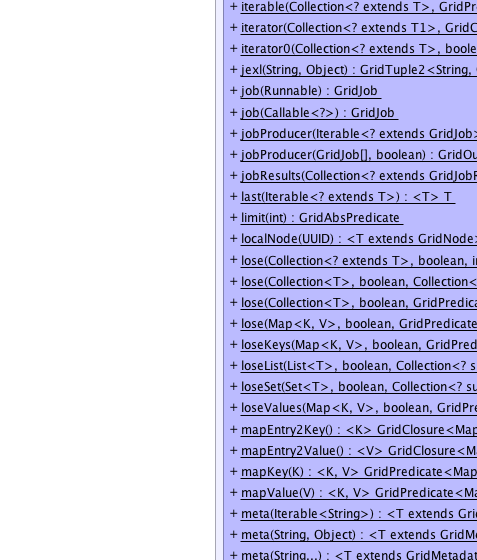 + iterable(Collection<? extends T>, GridPr
+ iterator(Collection<? extends T1>, GridC
+ iterator0(Collection<? extends T>, boole
+ jexl(String, Object) : GridTuple2<String,
+ job(Runnable) : GridJob
+ job(Callable<?>) : GridJob
+ jobProducer(Iterable<? extends GridJob>
+ jobProducer(GridJob[], boolean) : GridOu
+ jobResults(Collection<? extends GridJobR
+ last(Iterable<? extends T>) : <T> T
+ limit(int) : GridAbsPredicate
+ localNode(UUID) : <T extends GridNode>
+ lose(Collection<? extends T>, boolean, i
+ lose(Collection<T>, boolean, Collection<
+ lose(Collection<T>, boolean, GridPredica
+ lose(Map<K, V>, boolean, GridPredicate
+ loseKeys(Map<K, V>, boolean, GridPred
+ loseList(List<T>, boolean, Collection<? s
+ loseSet(Set<T>, boolean, Collection<? su
+ loseValues(Map<K, V>, boolean, GridPre
+ mapEntry2Key() : <K> GridClosure<Map
+ mapEntry2Value() : <V> GridClosure<M
+ mapKey(K) : <K, V> GridPredicate<Map
+ mapValue(V) : <K, V> GridPredicate<Ma
+ meta(Iterable<String>) : <T extends Gri
+ meta(String, Object) : <T extends GridMe
+ meta(String...) : <T extends GridMetadat